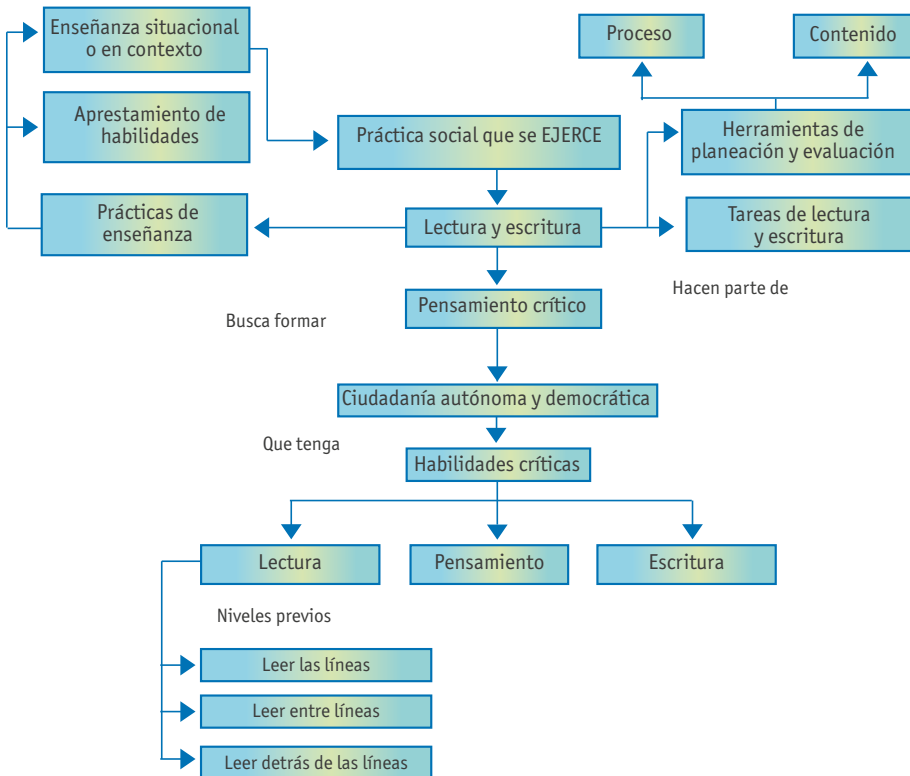 Enseñanza situacional
o en contexto
Proceso
Contenido
Aprestamiento de
habilidades
Práctica social que se EJERCE
Herramientas de
planeación y evaluación
Prácticas de
enseñanza
Lectura y escritura
Tareas de lectura
y escritura
Hacen parte de
Pensamiento crítico
Busca formar
Ciudadanía autónoma y democrática
Que tenga
Habilidades críticas
Lectura
Pensamiento
Escritura
Niveles previos
Leer las líneas
Leer entre líneas
Leer detrás de las líneas